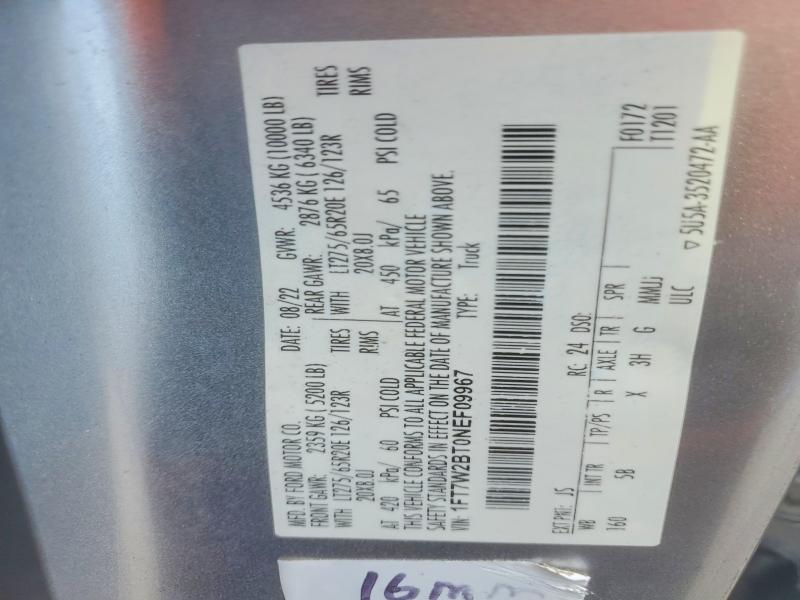 MFD. BY FORD MOTOR CO.
DATE: 08/22 GVWR: 4536 KG (10000 LB)
FRONT GAWR: 2359 KG (5200 LB) REAR GAWR: 2876 KG (6340 LB)
WITH LT275/65R20E 126/123R TIRES WITH LT275/65R20E 126/123R TIRES
20X8.0J RIMS 20X8.0J RIMS
AT 420 kPa/ 60 PSI COLD AT 450 kPa/ 65 PSI COLD
THIS VEHICLE CONFORMS TO ALL APPLICABLE FEDERAL MOTOR VEHICLE
SAFETY STANDARDS IN EFFECT ON THE DATE OF MANUFACTURE SHOWN ABOVE.
VIN: 1FT7W2BT0NEF09967 TYPE: Truck
EXT PNT: JS RC: 24 DSO: F0172
WB INT TR TP/PS R AXLE TR SPR T1201
160 5B X 3H G MMUJ
ULC
▽ 5U5A-3520472-AA
16mm